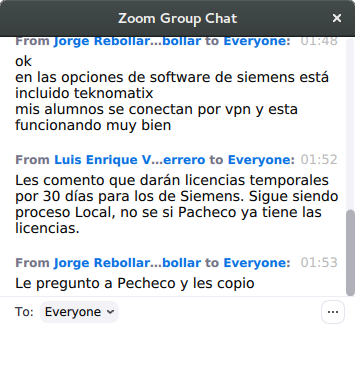 Zoom Group Chat
From Jorge Rebollar...bollar to Everyone: 01:48
ok
en las opciones de software de siemens está
incluido teknomatix
mis alumnos se conectan por vpn y esta
funcionando muy bien
From Luis Enrique V...errero to Everyone: 01:52
Les comento que darán licencias temporales
por 30 días para los de Siemens. Sigue siendo
proceso Local, no se si Pacheco ya tiene las
licencias.
From Jorge Rebollar...bollar to Everyone: 01:53
Le pregunto a Pecheco y les copio
To: Everyone